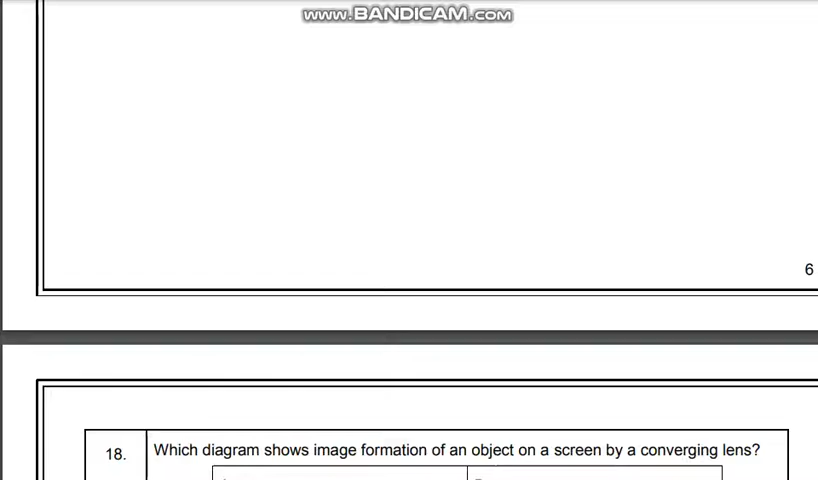 www.BANDICAM.com
6
18. Which diagram shows image formation of an object on a screen by a converging lens?